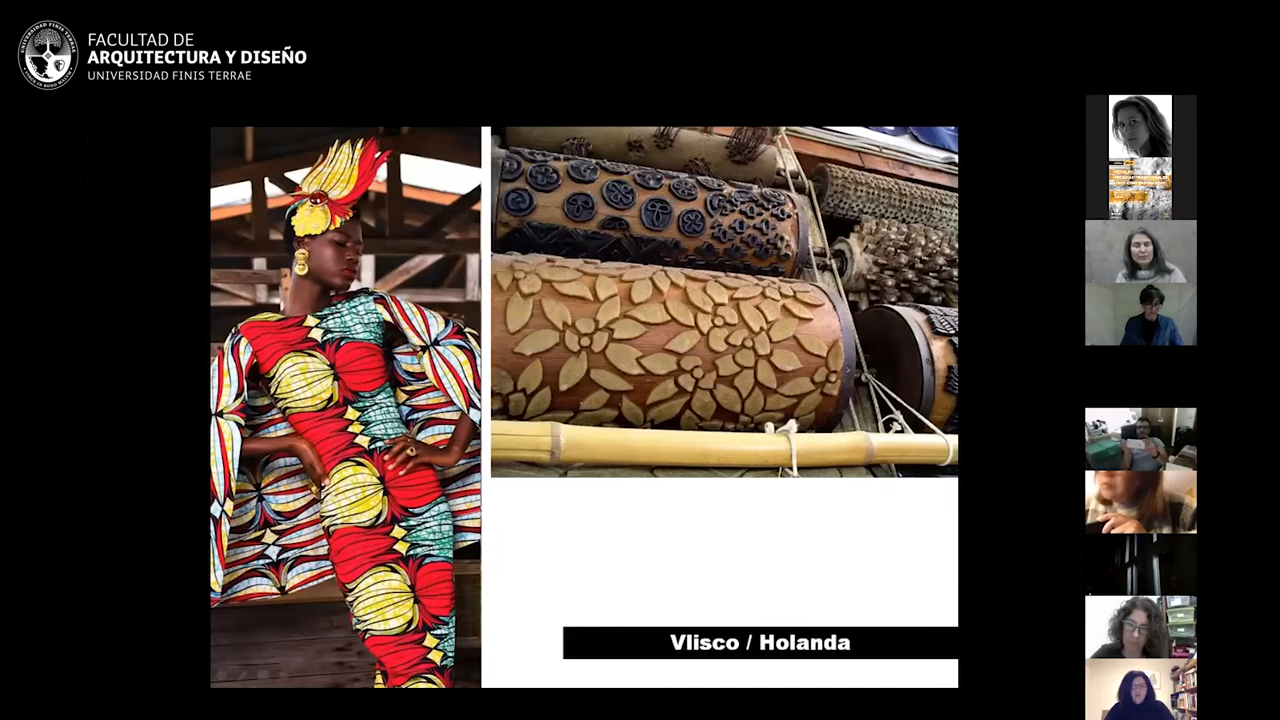 FACULTAD DE
ARQUITECTURA Y DISEÑO
UNIVERSIDAD FINIS TERRAE
Vlisco / Holanda